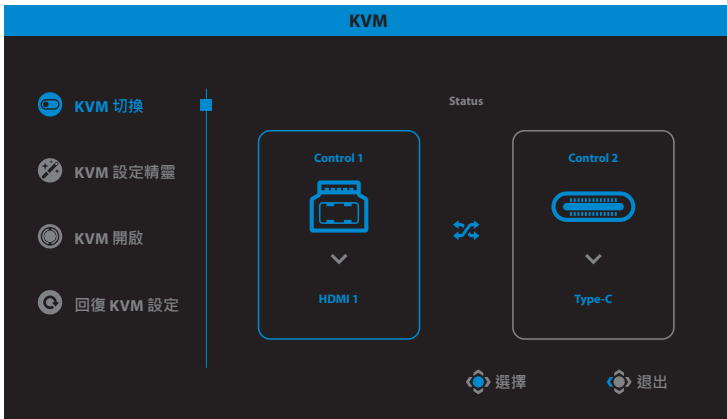 KVM
KVM 切換
KVM 設定精靈
KVM 開啟
回復 KVM 設定
Status
Control 1
HDMI 1
Control 2
Type-C
選擇
退出